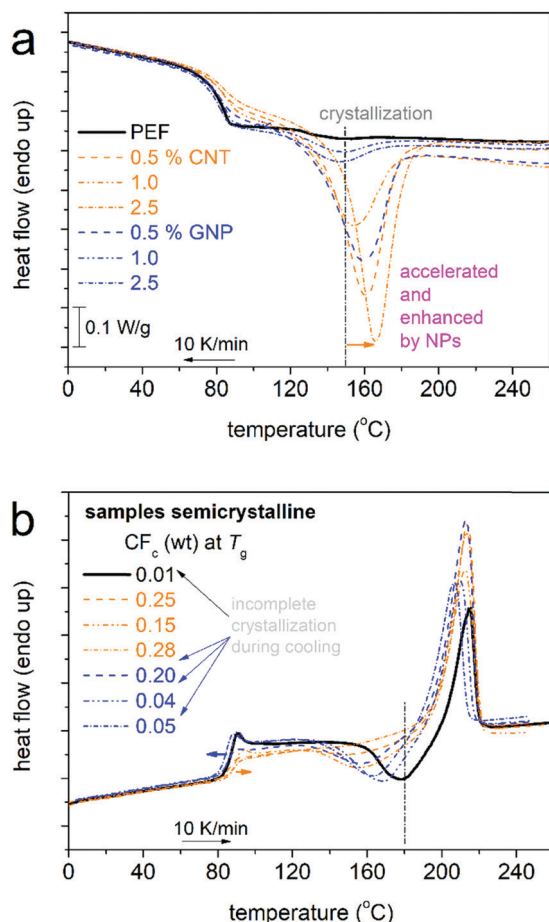 a
crystallization
PEF
0.5 % CNT
1.0
2.5
0.5 % GNP
1.0
2.5
accelerated
and
enhanced
by NPs
0.1 W/g
10 K/min
heat flow (endo up)
0 40 80 120 160 200 240
temperature (°C)
b
samples semicrystalline
CFc (wt) at Tg
0.01
0.25
0.15
0.28
0.20
0.04
0.05
incomplete
crystallization
during cooling
180
10 K/min
heat flow (endo up)
0 40 80 120 160 200 240
temperature (°C)